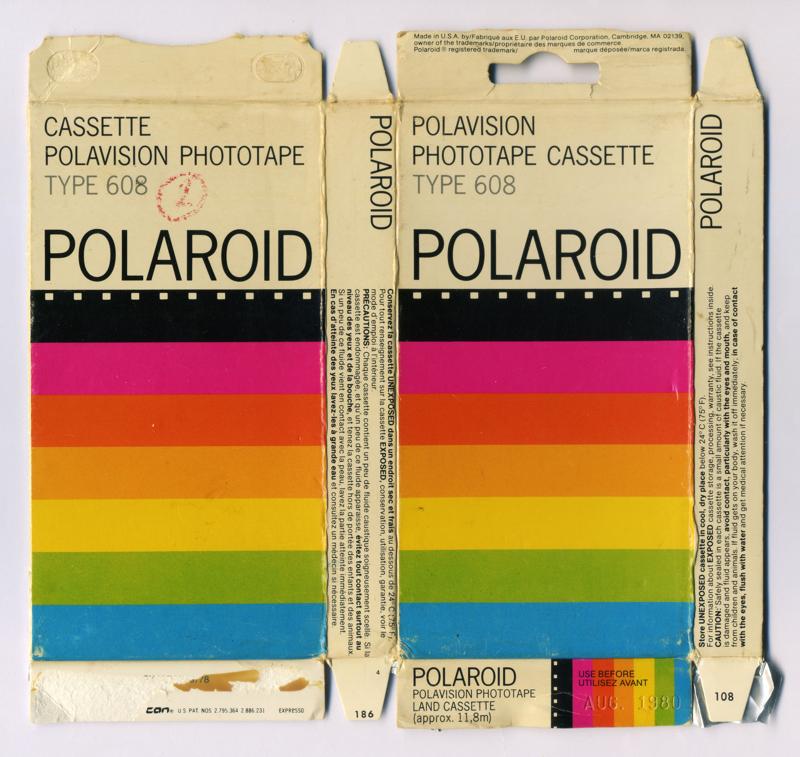 CASSETTE
POLAVISION PHOTOTAPE
TYPE 608
2
POLAROID
/78
can® U S PAT. NOS 2.795.364 2.886.231 EXPRESSO
POLAROID
Conservez la cassette UNEXPOSED dans un endroit sec et frais au dessous de 24° C (75° F).
Pour tout renseignement sur la cassette EXPOSED, conservation, utilisation, garantie, voir le
mode d'emploi à l'intérieur.
PRÉCAUTIONS: Chaque cassette contient un peu de fluide caustique soigneusement scellé. Si la
cassette est endommagée, et qu'un peu de ce fluide apparaisse, évitez tout contact surtout au
niveau des yeux et de la bouche, et tenez la cassette hors de portée des enfants et des animaux.
Si un peu de ce fluide vient en contact avec la peau, lavez la partie atteinte immédiatement.
En cas d'atteinte des yeux lavez-les à grande eau et consultez un médecin si nécessaire.
4
186
Made in U.S.A. by/Fabriqué aux E.U. par Polaroid Corporation, Cambridge, MA 02139,
owner of the trademarks/propriétaire des marques de commerce.
Polaroid® registered trademark/ marque déposée/marca registrada.
POLAVISION
PHOTOTAPE CASSETTE
TYPE 608
POLAROID
POLAROID
POLAVISION PHOTOTAPE
LAND CASSETTE
(approx. 11,8m)
USE BEFORE
UTILISEZ AVANT
AUG. 1980
POLAROID
Store UNEXPOSED cassette in cool, dry place below 24° C (75° F).
For information about EXPOSED cassette storage, processing, warranty, see instructions inside.
CAUTION: Safely sealed in each cassette is a small amount of caustic fluid. If the cassette
is damaged and fluid appears, avoid contact, particularly with the eyes and mouth, and keep
from children and animals. If fluid gets on your body, wash it off immediately; in case of contact
with the eyes, flush with water and get medical attention if necessary.
108